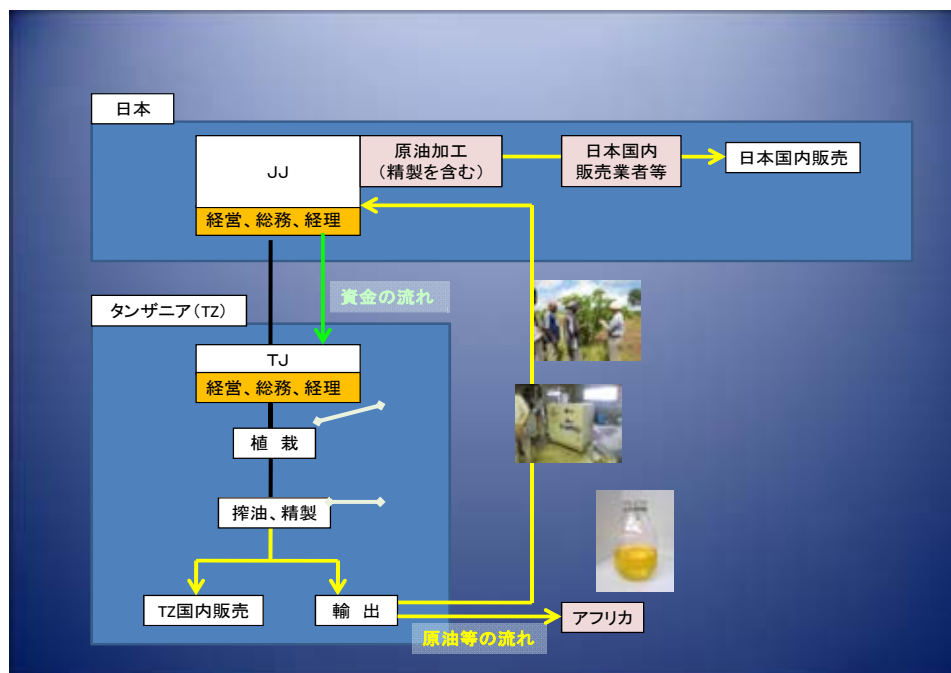 日本
JJ
経営、総務、経理
原油加工
(精製を含む)
日本国内
販売業者等
日本国内販売
資金の流れ
タンザニア(TZ)
TJ
経営、総務、経理
植 栽
搾油、精製
TZ国内販売
輸 出
アフリカ
原油等の流れ